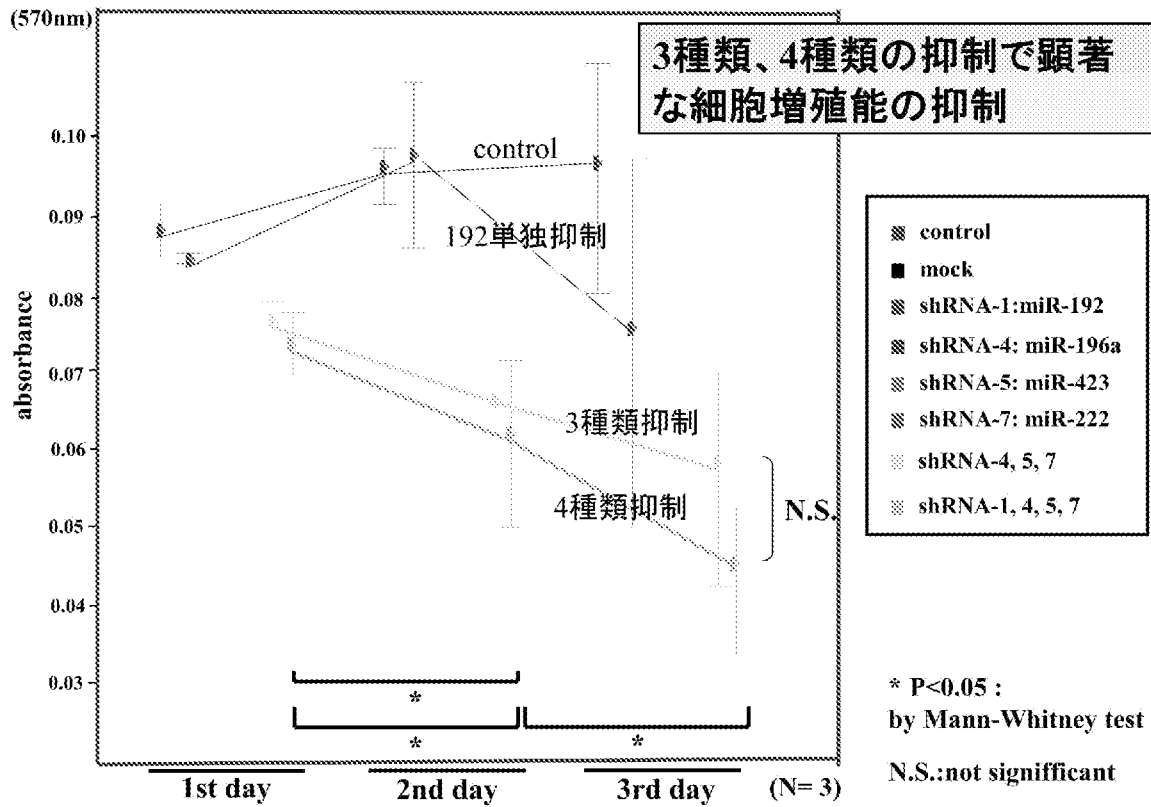 (570nm)
3種類、4種類の抑制で顕著
な細胞増殖能の抑制
0.10
0.09
0.08
0.07
0.06
0.05
0.04
0.03
absorbance
control
192単独抑制
3種類抑制
4種類抑制
N.S.
control
mock
shRNA-1:miR-192
shRNA-4: miR-196a
shRNA-5: miR-423
shRNA-7: miR-222
shRNA-4, 5, 7
shRNA-1, 4, 5, 7
*
*
*
1st day
2nd day
3rd day
(N= 3)
* P<0.05 :
by Mann-Whitney test
N.S.:not signifficant